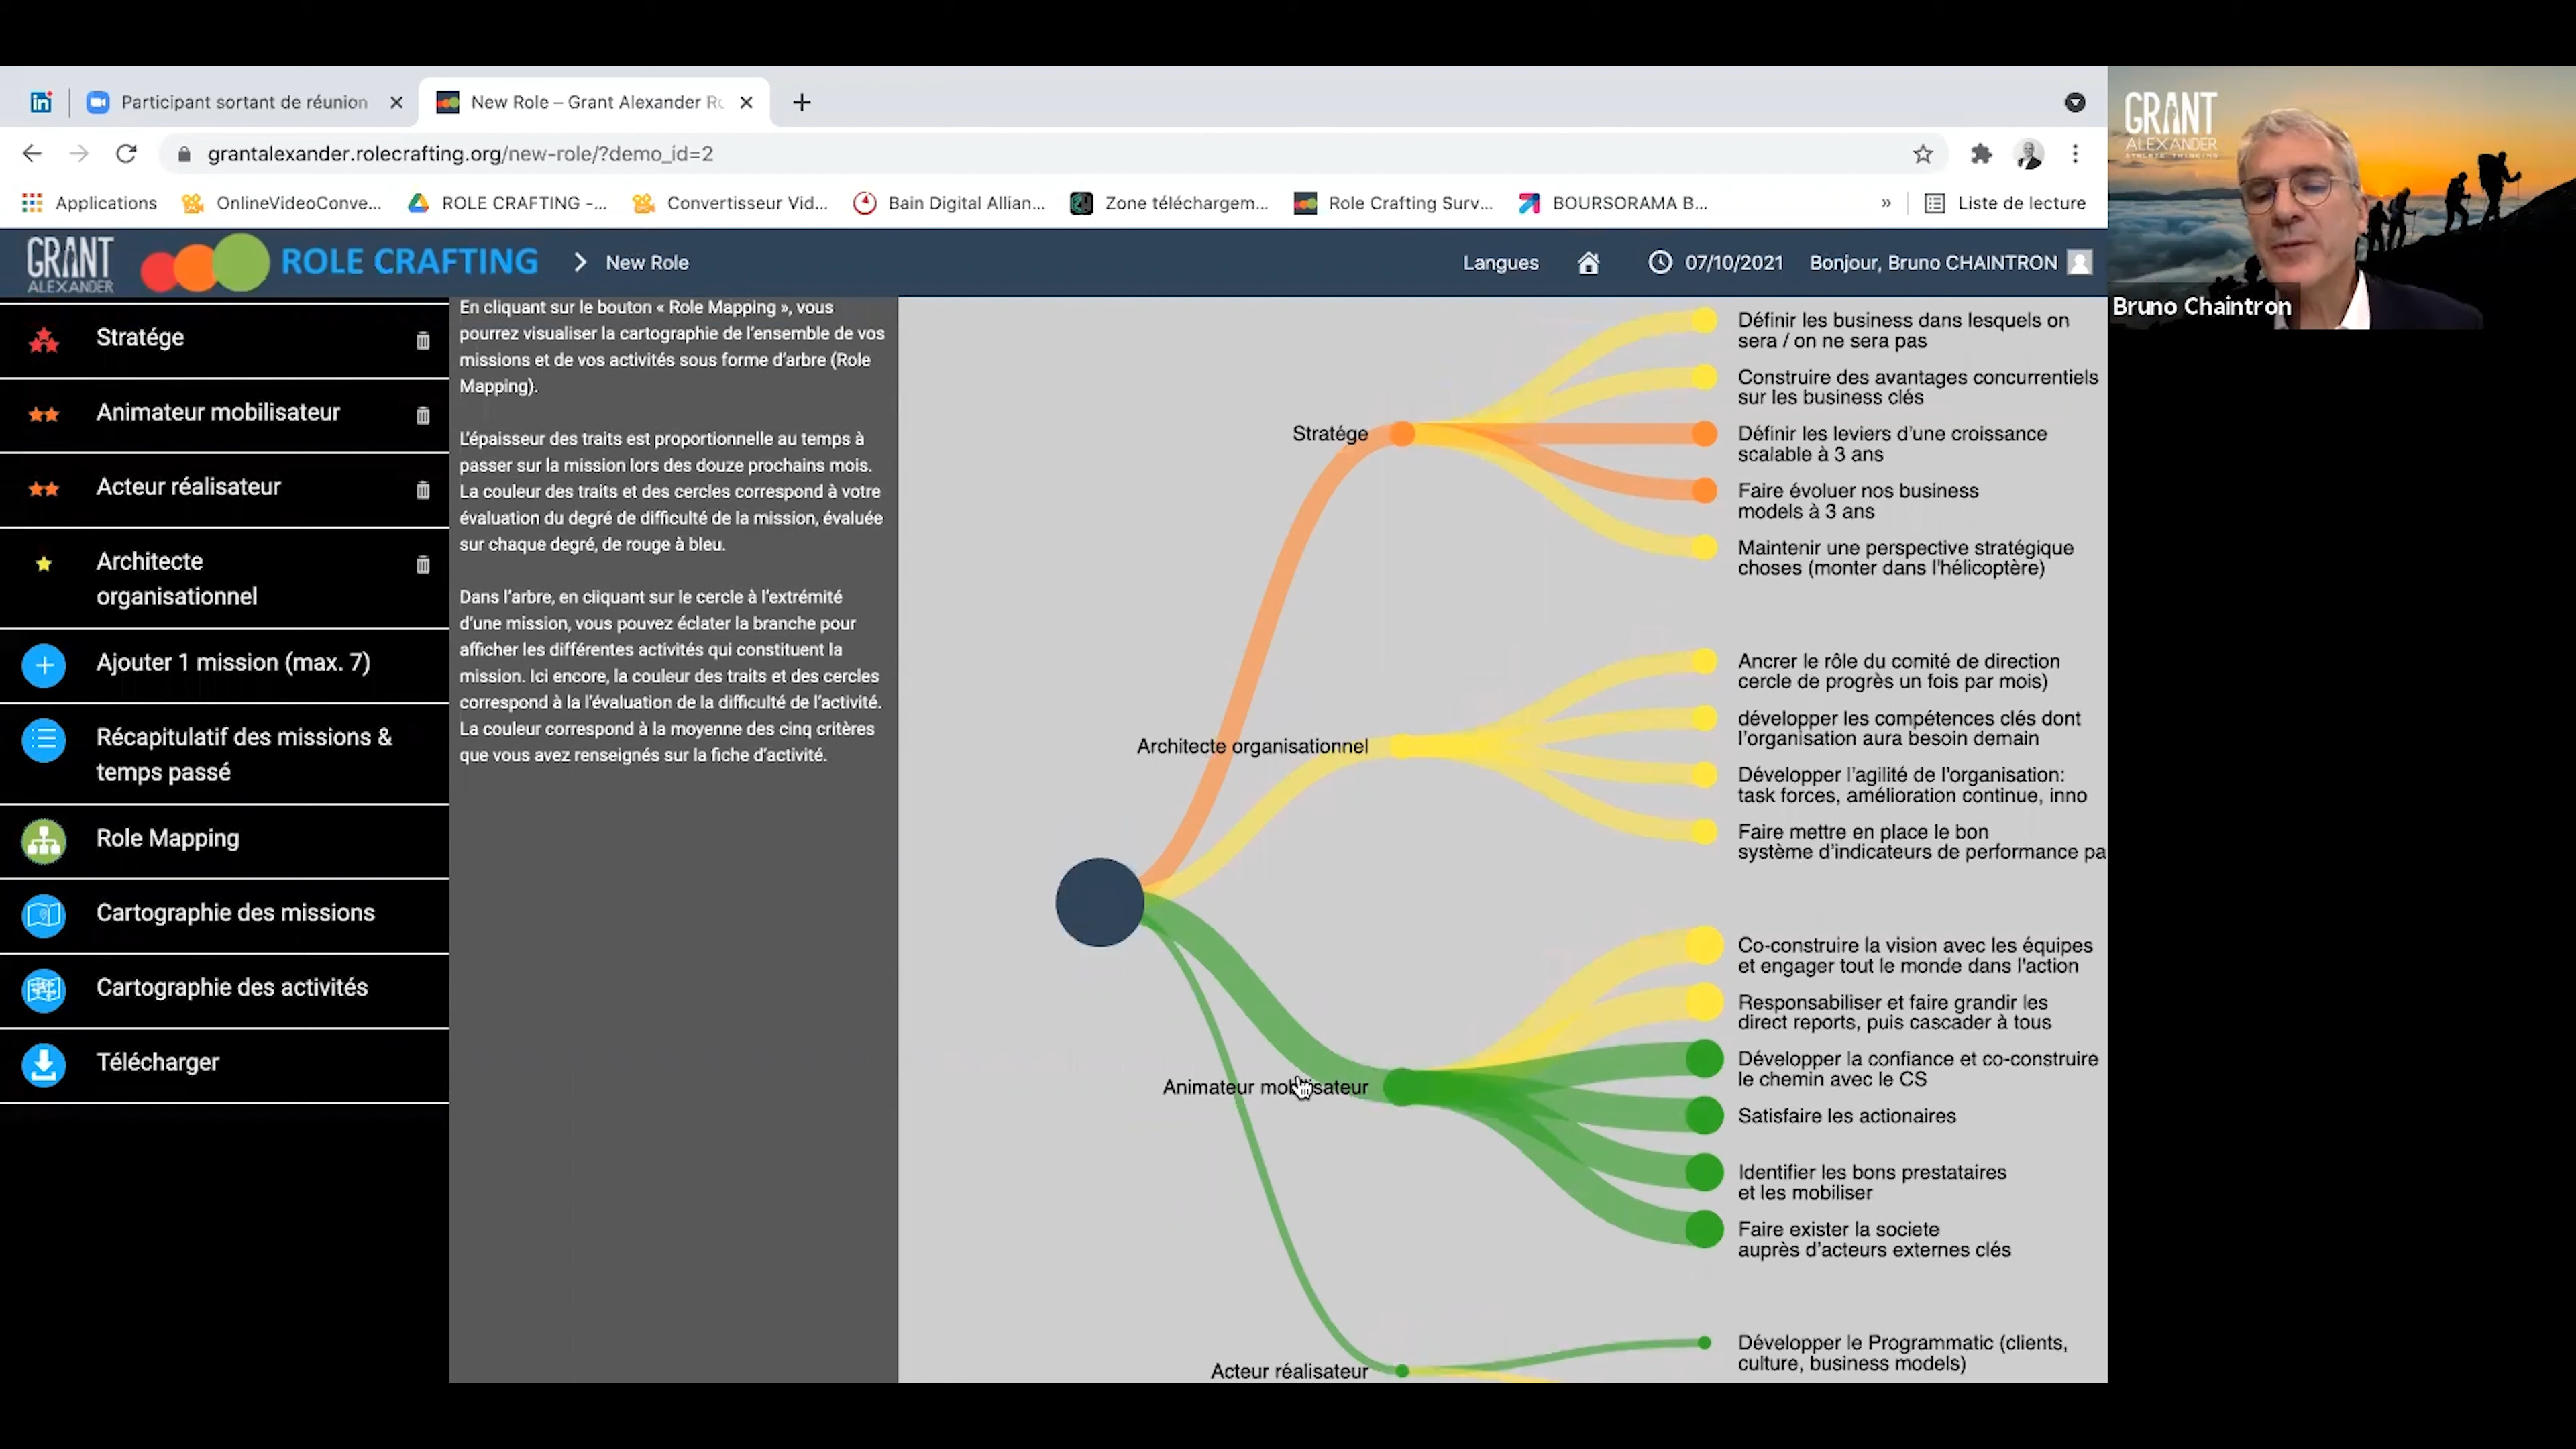 Participant sortant de réunion
New Role – Grant Alexander Ro
grantalexander.rolecrafting.org/new-role/?demo_id=2
Applications
OnlineVideoConve...
ROLE CRAFTING -...
Convertisseur Vid...
Bain Digital Allian...
Zone téléchargem...
Role Crafting Surv...
BOURSORAMA B...
»
Liste de lecture
GRANT
ALEXANDER
ROLE CRAFTING
New Role
Langues
07/10/2021
Bonjour, Bruno CHAINTRON
GRANT
ALEXANDER
ATHLETE THINKING
Bruno Chaintron
Stratége
Animateur mobilisateur
Acteur réalisateur
Architecte
organisationnel
Ajouter 1 mission (max. 7)
Récapitulatif des missions &
temps passé
Role Mapping
Cartographie des missions
Cartographie des activités
Télécharger
En cliquant sur le bouton « Role Mapping », vous
pourrez visualiser la cartographie de l'ensemble de vos
missions et de vos activités sous forme d'arbre (Role
Mapping).
L'épaisseur des traits est proportionnelle au temps à
passer sur la mission lors des douze prochains mois.
La couleur des traits et des cercles correspond à votre
évaluation du degré de difficulté de la mission, évaluée
sur chaque degré, de rouge à bleu.
Dans l'arbre, en cliquant sur le cercle à l'extrémité
d'une mission, vous pouvez éclater la branche pour
afficher les différentes activités qui constituent la
mission. Ici encore, la couleur des traits et des cercles
correspond à la l'évaluation de la difficulté de l'activité.
La couleur correspond à la moyenne des cinq critères
que vous avez renseignés sur la fiche d'activité.
Stratége
Définir les business dans lesquels on
sera / on ne sera pas
Construire des avantages concurrentiels
sur les business clés
Définir les leviers d'une croissance
scalable à 3 ans
Faire évoluer nos business
models à 3 ans
Maintenir une perspective stratégique
choses (monter dans l'hélicoptère)
Architecte organisationnel
Ancrer le rôle du comité de direction
cercle de progrès un fois par mois)
développer les compétences clés dont
l'organisation aura besoin demain
Développer l'agilité de l'organisation:
task forces, amélioration continue, inno
Faire mettre en place le bon
système d'indicateurs de performance pa
Animateur mobilisateur
Co-construire la vision avec les équipes
et engager tout le monde dans l'action
Responsabiliser et faire grandir les
direct reports, puis cascader à tous
Développer la confiance et co-construire
le chemin avec le CS
Satisfaire les actionaires
Identifier les bons prestataires
et les mobiliser
Faire exister la societe
auprès d'acteurs externes clés
Acteur réalisateur
Développer le Programmatic (clients,
culture, business models)